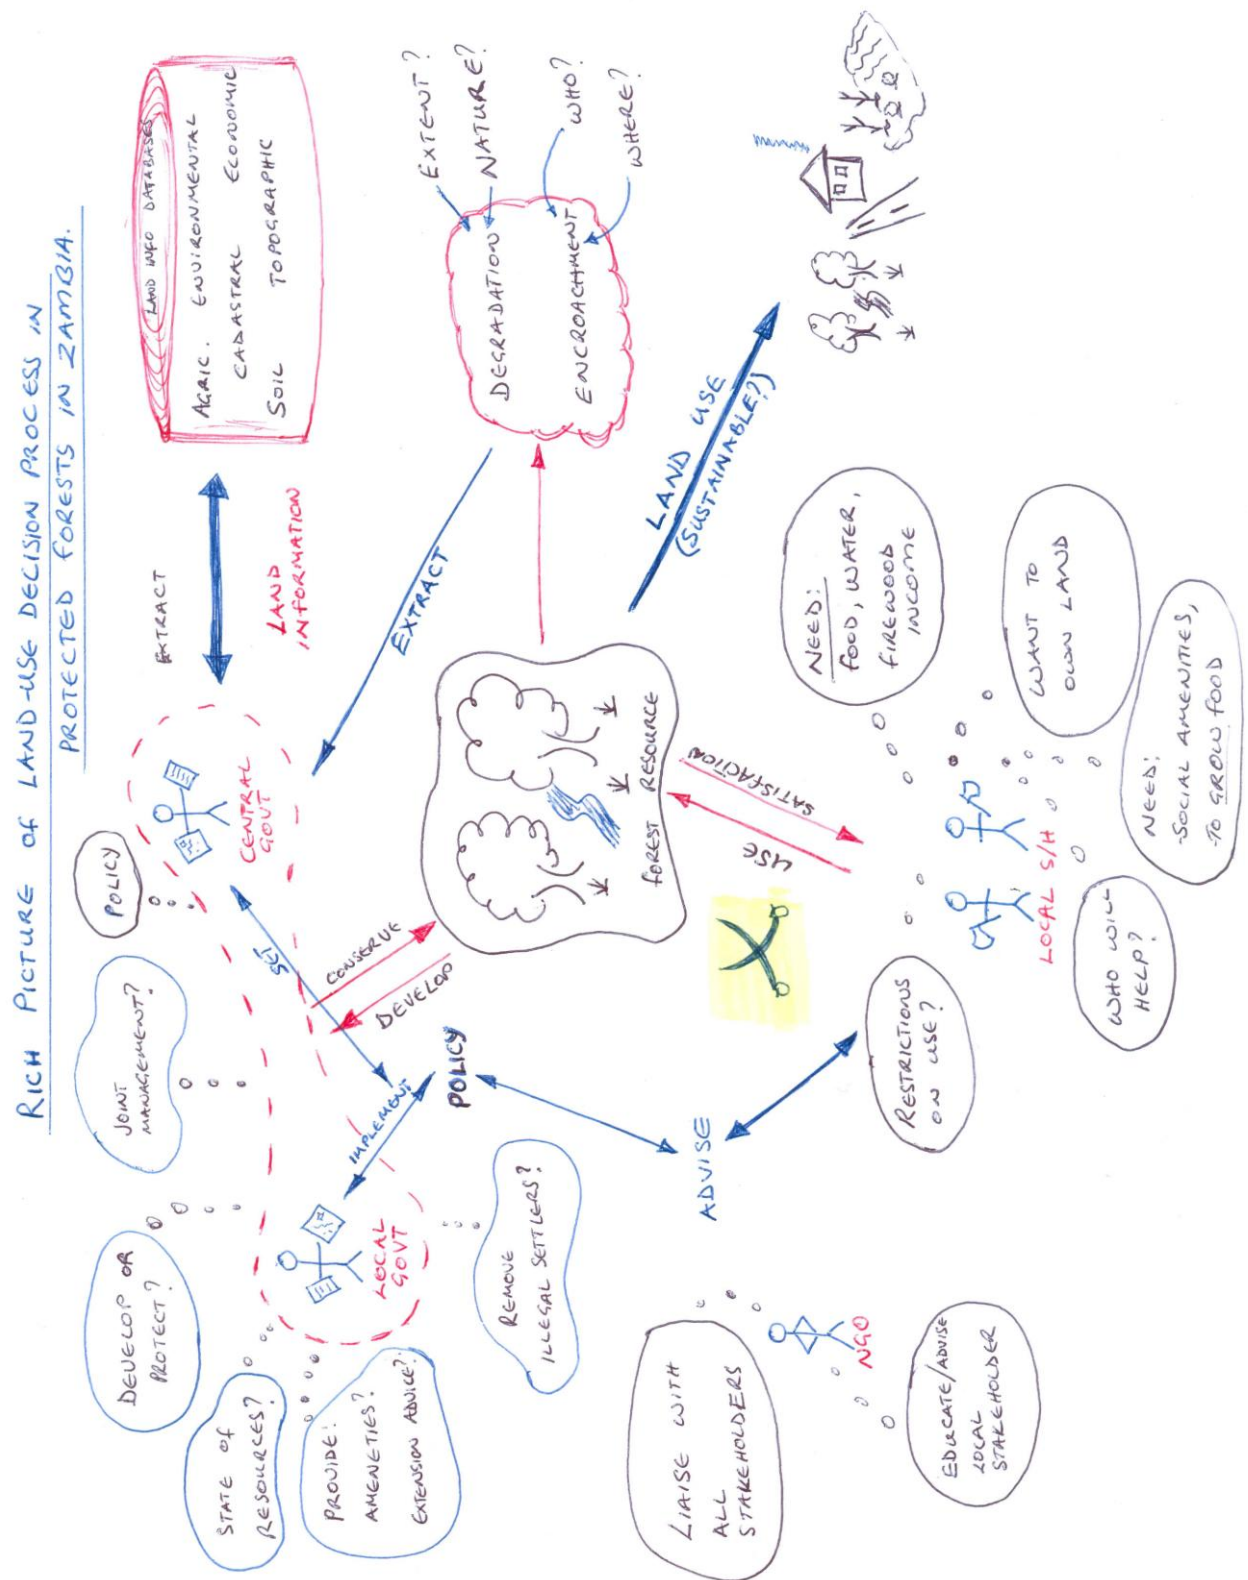 RICH PICTURE OF LAND-USE DECISION PROCESS IN
PROTECTED FORESTS IN ZAMBIA.
DEVELOP OR
PROTECT?
JOINT
MANAGEMENT?
POLICY
EXTRACT
LAND
INFORMATION
LAND INFO DATABASES
AGRIC. ENVIRONMENTAL
CADASTRAL ECONOMIC
SOIL TOPOGRAPHIC
CENTRAL
GOVT
STATE OF
RESOURCES?
PROVIDE:
AMENETIES?
EXTENSION ADVICE?
LOCAL
GOVT
REMOVE
ILLEGAL SETTLERS?
SET
IMPLEMENT
POLICY
CONSERVE
DEVELOP
EXTRACT
EXTENT?
NATURE?
WHO?
WHERE?
DEGRADATION
ENCROACHMENT
FOREST RESOURCE
LAND USE
(SUSTAINABLE?)
USE
SATISFACTION
ADVISE
LIAISE WITH
ALL
STAKEHOLDERS
NGO
EDUCATE/ADVISE
LOCAL
STAKEHOLDER
RESTRICTIONS
ON USE?
LOCAL S/H
WHO WILL
HELP?
NEED:
FOOD, WATER,
FIREWOOD
INCOME
WANT TO
OWN LAND
NEED:
-SOCIAL AMENITIES,
-TO GROW FOOD